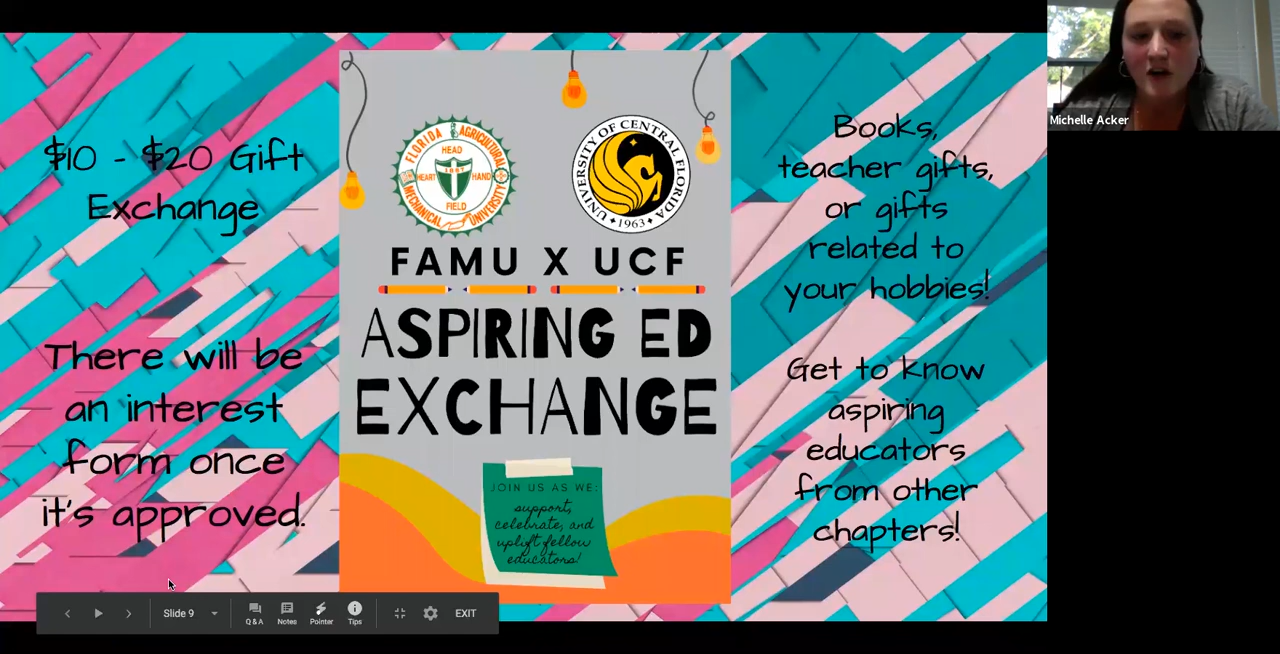 $10 - $20 Gift
Exchange
There will be
an interest
form once
it's approved.
FLORIDA AGRICULTURAL
MECHANICAL UNIVERSITY
HEAD
1887
HEART
HAND
FIELD
UNIVERSITY OF CENTRAL FLORIDA
1963
FAMU X UCF
ASPIRING ED
EXCHANGE
JOIN US AS WE:
support,
celebrate, and
uplift fellow
educators!
Books,
teacher gifts,
or gifts
related to
your hobbies!
Get to know
aspiring
educators
from other
chapters!
Michelle Acker
Slide 9
Q & A
Notes
Pointer
Tips
EXIT